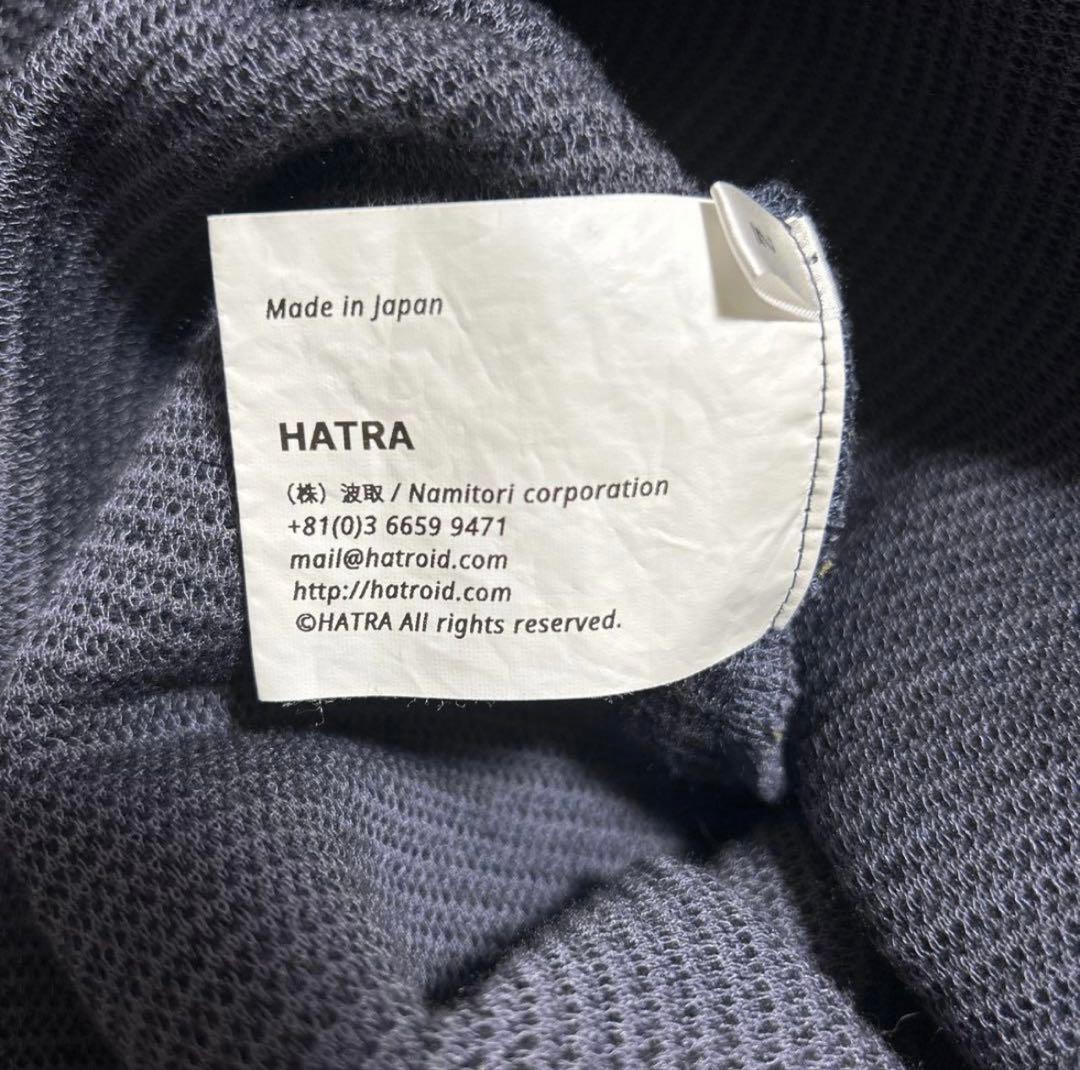 Made in Japan
HATRA
（株）波取 / Namitori corporation
+81(0)3 6659 9471
mail@hatroid.com
http://hatroid.com
©HATRA All rights reserved.